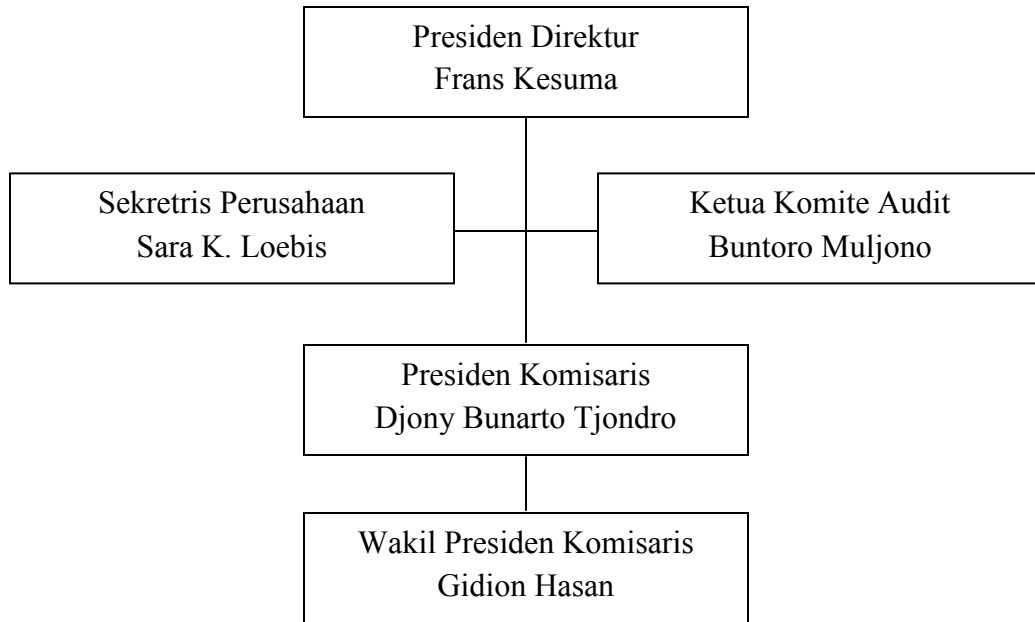 Presiden Direktur
Frans Kesuma
Sekretris Perusahaan
Sara K. Loebis
Ketua Komite Audit
Buntoro Muljono
Presiden Komisaris
Djony Bunarto Tjondro
Wakil Presiden Komisaris
Gidion Hasan